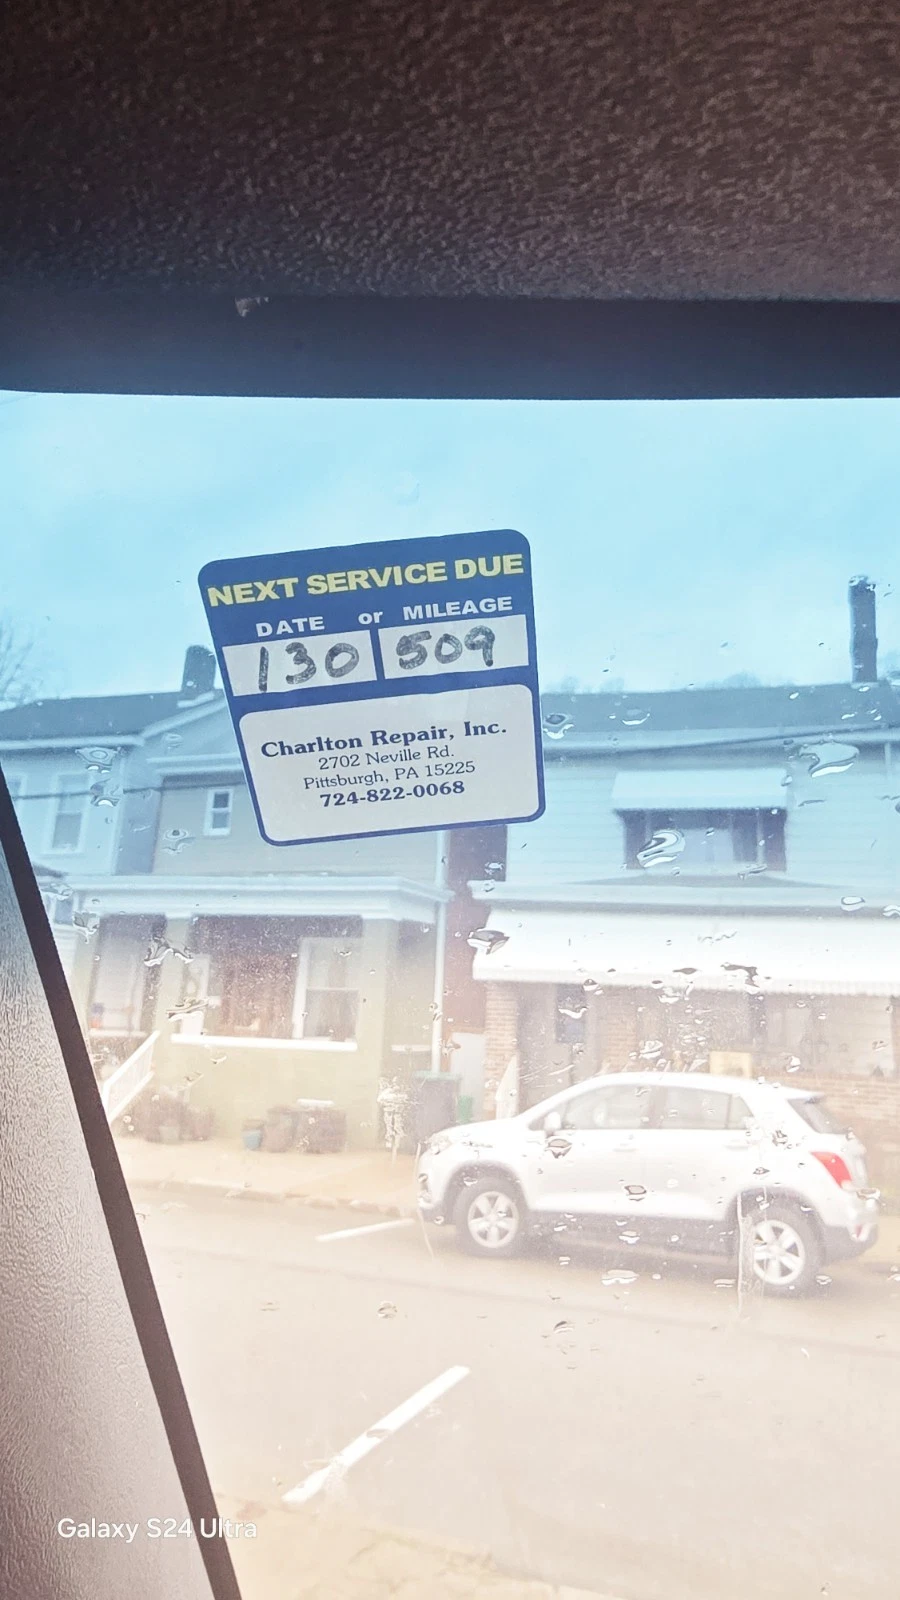 NEXT SERVICE DUE
DATE or MILEAGE
130 509
Charlton Repair, Inc.
2702 Neville Rd.
Pittsburgh, PA 15225
724-822-0068
Galaxy S24 Ultra